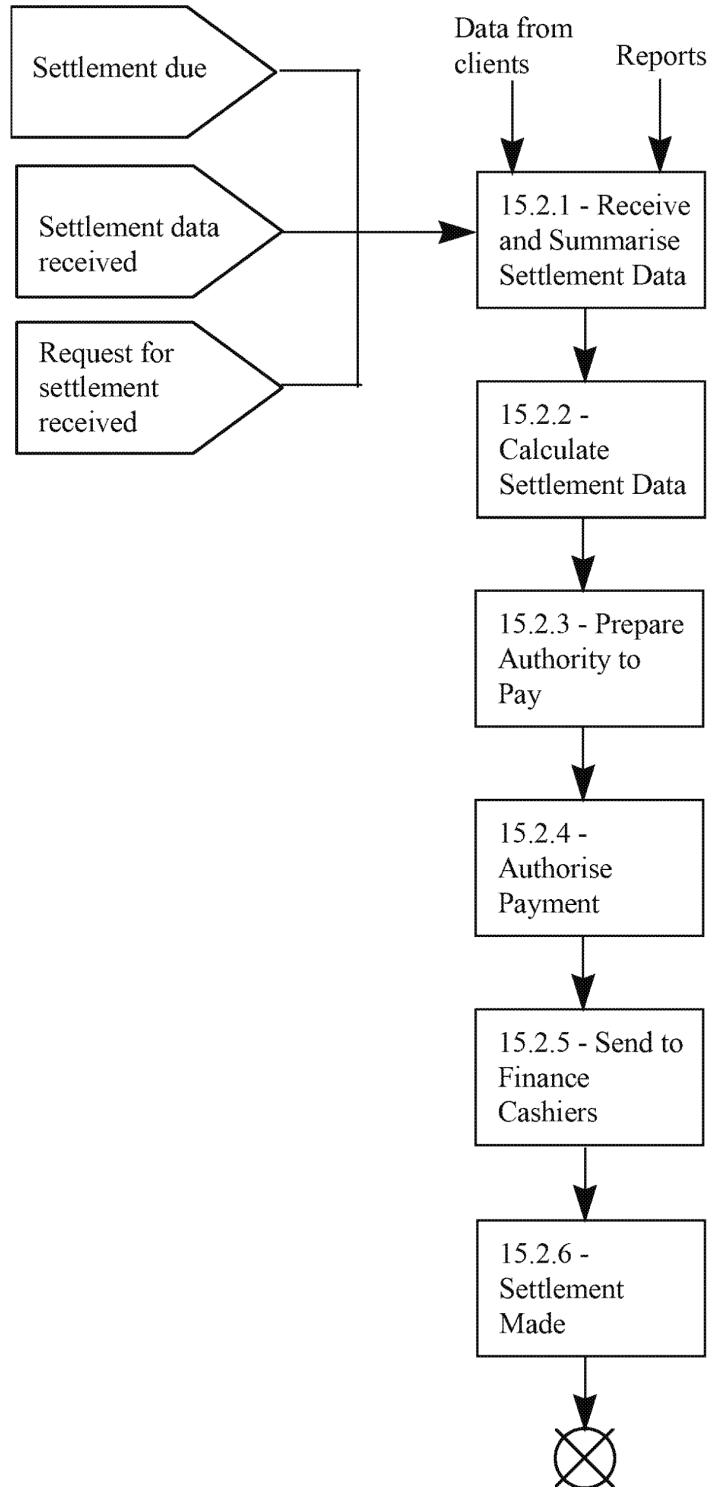 Settlement due
Settlement data
received
Request for
settlement
received
Data from
clients
Reports
15.2.1 - Receive
and Summarise
Settlement Data
15.2.2 -
Calculate
Settlement Data
15.2.3 - Prepare
Authority to
Pay
15.2.4 -
Authorise
Payment
15.2.5 - Send to
Finance
Cashiers
15.2.6 -
Settlement
Made